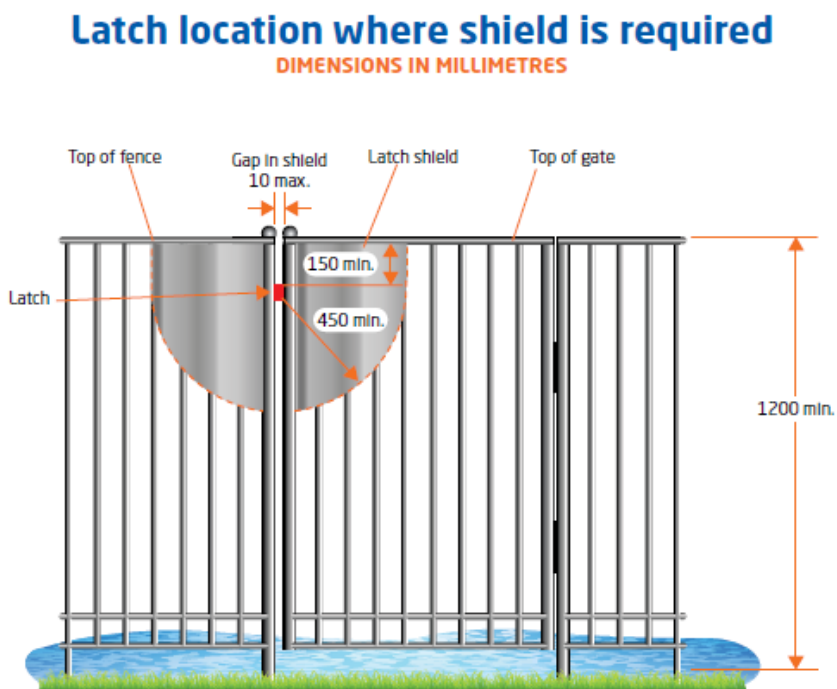 Latch location where shield is required
DIMENSIONS IN MILLIMETRES
Top of fence
Gap in shield
10 max.
Latch shield
Top of gate
150 min.
Latch
450 min.
1200 min.